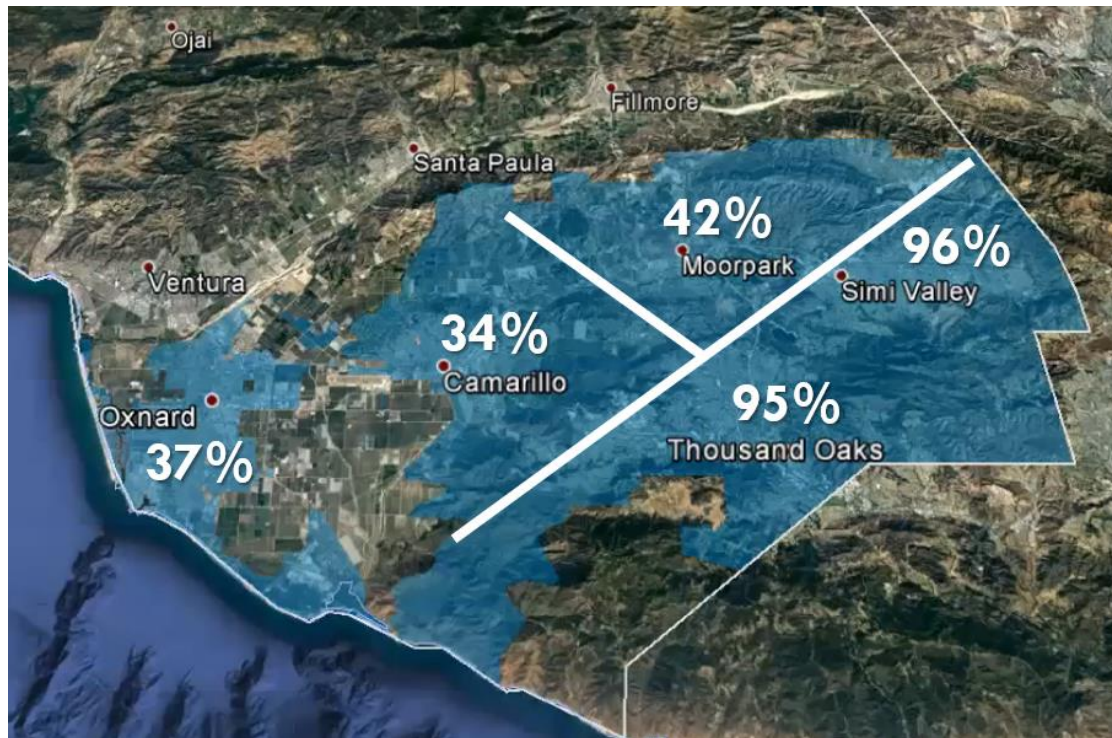 Ojai
Fillmore
Santa Paula
42%
96%
Moorpark
Ventura
Simi Valley
34%
Camarillo
95%
Oxnard
Thousand Oaks
37%